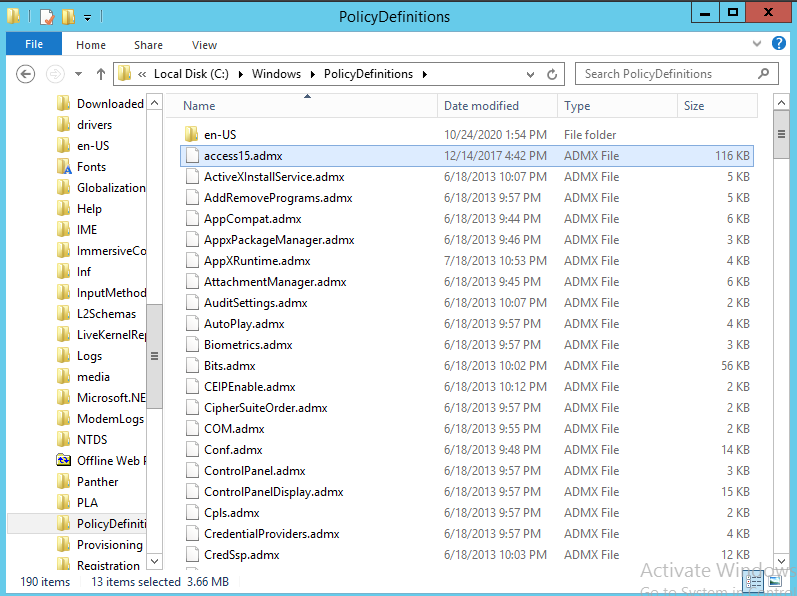 PolicyDefinitions
File Home Share View
« Local Disk (C:) Windows PolicyDefinitions Search PolicyDefinitions
Downloaded
drivers
en-US
Fonts
Globalization
Help
IME
ImmersiveCo
Inf
InputMethod
L2Schemas
LiveKernelRep
Logs
media
Microsoft.NE
ModemLogs
NTDS
Offline Web
Panther
PLA
PolicyDefiniti
Provisioning
Registration
Name Date modified Type Size
en-US 10/24/2020 1:54 PM File folder
access15.admx 12/14/2017 4:42 PM ADMX File 116 KB
ActiveXInstallService.admx 6/18/2013 10:07 PM ADMX File 5 KB
AddRemovePrograms.admx 6/18/2013 9:57 PM ADMX File 5 KB
AppCompat.admx 6/18/2013 9:44 PM ADMX File 6 KB
AppxPackageManager.admx 6/18/2013 9:46 PM ADMX File 3 KB
AppXRuntime.admx 7/18/2013 10:53 PM ADMX File 4 KB
AttachmentManager.admx 6/18/2013 9:45 PM ADMX File 6 KB
AuditSettings.admx 6/18/2013 10:07 PM ADMX File 2 KB
AutoPlay.admx 6/18/2013 9:57 PM ADMX File 4 KB
Biometrics.admx 6/18/2013 9:57 PM ADMX File 3 KB
Bits.admx 6/18/2013 10:02 PM ADMX File 56 KB
CEIPEnable.admx 6/18/2013 10:12 PM ADMX File 2 KB
CipherSuiteOrder.admx 6/18/2013 9:57 PM ADMX File 2 KB
COM.admx 6/18/2013 9:55 PM ADMX File 2 KB
Conf.admx 6/18/2013 9:48 PM ADMX File 14 KB
ControlPanel.admx 6/18/2013 9:57 PM ADMX File 3 KB
ControlPanelDisplay.admx 6/18/2013 9:57 PM ADMX File 15 KB
Cpls.admx 6/18/2013 9:57 PM ADMX File 2 KB
CredentialProviders.admx 6/18/2013 9:57 PM ADMX File 4 KB
CredSsp.admx 6/18/2013 10:03 PM ADMX File 12 KB
190 items 13 items selected 3.66 MB
Activate Windows
Go to System in